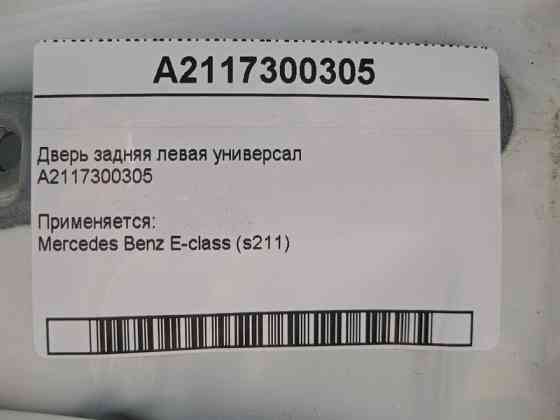 A2117300305
Дверь задняя левая универсал
A2117300305
Применяется:
Mercedes Benz E-class (s211)